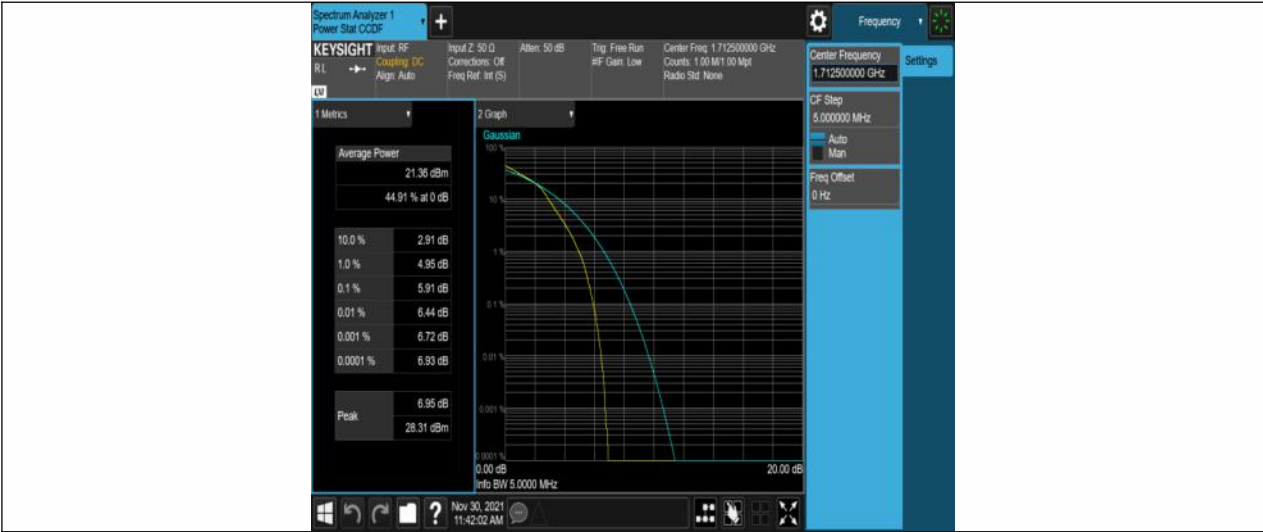 Spectrum Analyzer 1
Power Stat CCDF
+
Frequency
KEYSIGHT
R L
LW
Input: RF
Coupling: DC
Align: Auto
Input Z: 50 Ω
Corrections: Off
Freq Ref: Int (S)
Atten: 50 dB
Trig: Free Run
#IF Gain: Low
Center Freq: 1.712500000 GHz
Counts: 1.00 M/1.00 Mpt
Radio Std: None
Center Frequency
1.712500000 GHz
Settings
CF Step
5.000000 MHz
Auto
Man
Freq Offset
0 Hz
1 Metrics
Average Power
21.36 dBm
44.91 % at 0 dB
10.0 % 2.91 dB
1.0 % 4.95 dB
0.1 % 5.91 dB
0.01 % 6.44 dB
0.001 % 6.72 dB
0.0001 % 6.93 dB
Peak 6.95 dB
28.31 dBm
2 Graph
Gaussian
100 %
10 %
1 %
0.1 %
0.01 %
0.001 %
0.0001 %
0.00 dB 20.00 dB
Info BW 5.0000 MHz
?
Nov 30, 2021
11:42:02 AM